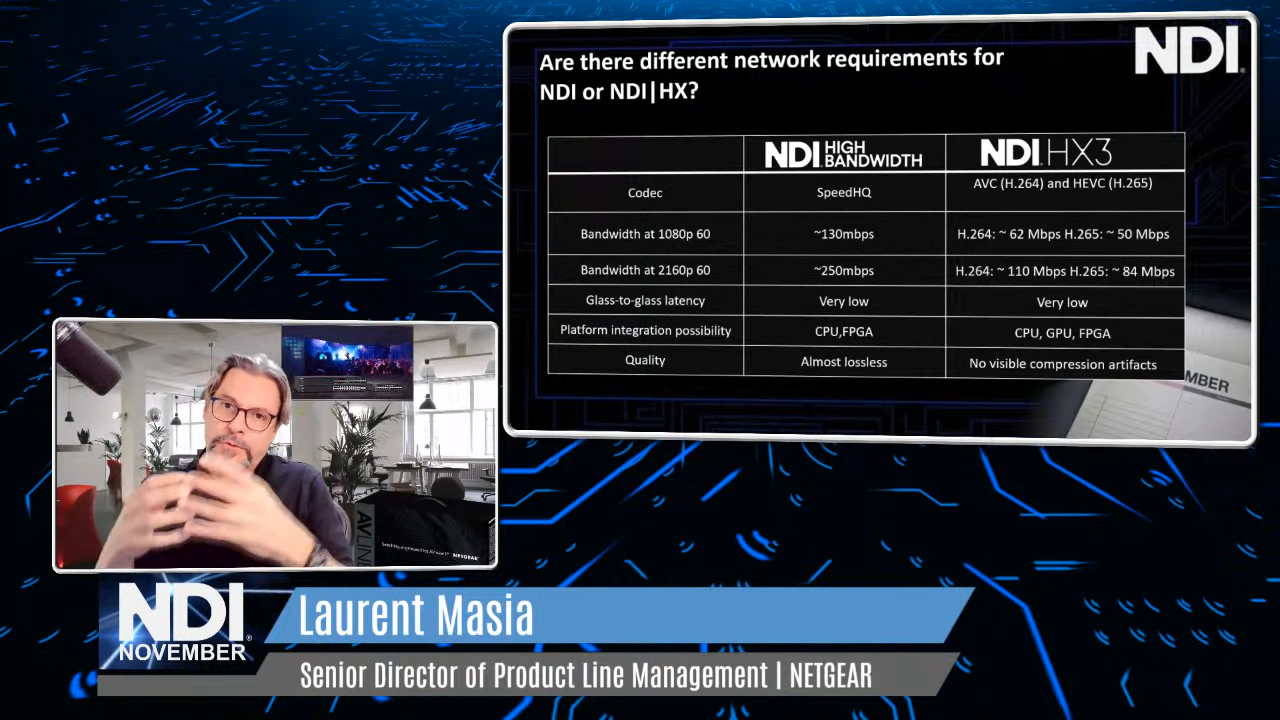 NDI
Are there different network requirements for
NDI or NDI|HX?
NDI HIGH BANDWIDTH
NDI HX3
Codec
SpeedHQ
AVC (H.264) and HEVC (H.265)
Bandwidth at 1080p 60
~130mbps
H.264: ~ 62 Mbps H.265: ~ 50 Mbps
Bandwidth at 2160p 60
~250mbps
H.264: ~ 110 Mbps H.265: ~ 84 Mbps
Glass-to-glass latency
Very low
Very low
Platform integration possibility
CPU,FPGA
CPU, GPU, FPGA
Quality
Almost lossless
No visible compression artifacts
MBER
AVLINE
NETGEAR
NDI
NOVEMBER
Laurent Masia
Senior Director of Product Line Management | NETGEAR